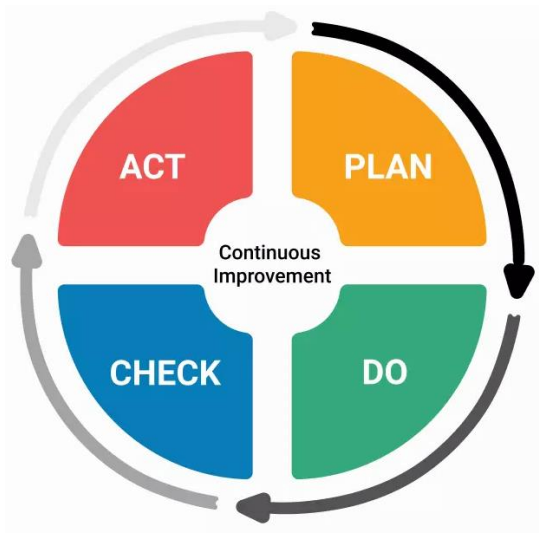 ACT
PLAN
Continuous
Improvement
CHECK
DO